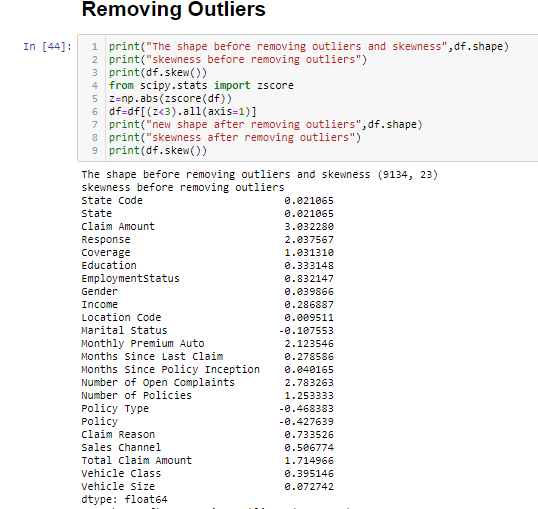 Removing Outliers
In [44]:
1 print("The shape before removing outliers and skewness",df.shape)
2 print("skewness before removing outliers")
3 print(df.skew())
4 from scipy.stats import zscore
5 z=np.abs(zscore(df))
6 df=df[(z<3).all(axis=1)]
7 print("new shape after removing outliers",df.shape)
8 print("skewness after removing outliers")
9 print(df.skew())
The shape before removing outliers and skewness (9134, 23)
skewness before removing outliers
State Code 0.021065
State 0.021065
Claim Amount 3.032280
Response 2.037567
Coverage 1.031310
Education 0.333148
EmploymentStatus 0.832147
Gender 0.039866
Income 0.286887
Location Code 0.009511
Marital Status -0.107553
Monthly Premium Auto 2.123546
Months Since Last Claim 0.278586
Months Since Policy Inception 0.040165
Number of Open Complaints 2.783263
Number of Policies 1.253333
Policy Type -0.468383
Policy -0.427639
Claim Reason 0.733526
Sales Channel 0.506774
Total Claim Amount 1.714966
Vehicle Class 0.395146
Vehicle Size 0.072742
dtype: float64